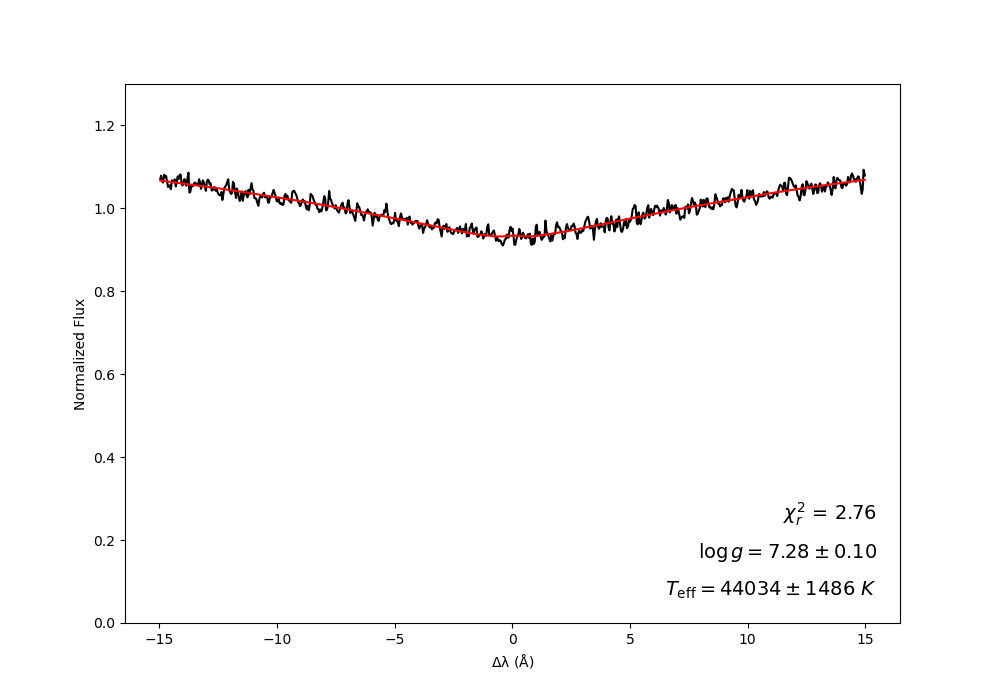 Normalized Flux
1.2
1.0
0.8
0.6
0.4
0.2
0.0
χ²ᵣ = 2.76
log g = 7.28 ± 0.10
T_eff = 44034 ± 1486 K
−15 −10 −5 0 5 10 15
Δλ (Å)